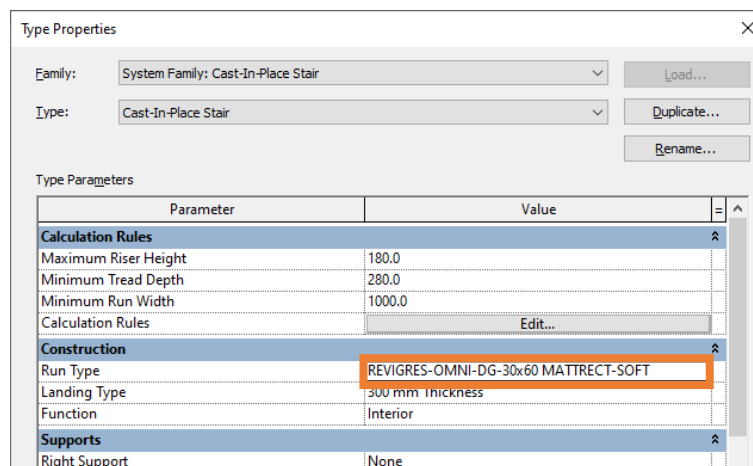 Type Properties
Family: System Family: Cast-In-Place Stair Load...
Type: Cast-In-Place Stair Duplicate...
Rename...
Type Parameters
Parameter Value =
Calculation Rules
Maximum Riser Height 180.0
Minimum Tread Depth 280.0
Minimum Run Width 1000.0
Calculation Rules Edit...
Construction
Run Type REVIGRES-OMNI-DG-30x60 MATTRECT-SOFT
Landing Type 300 mm Thickness
Function Interior
Supports
Right Support None